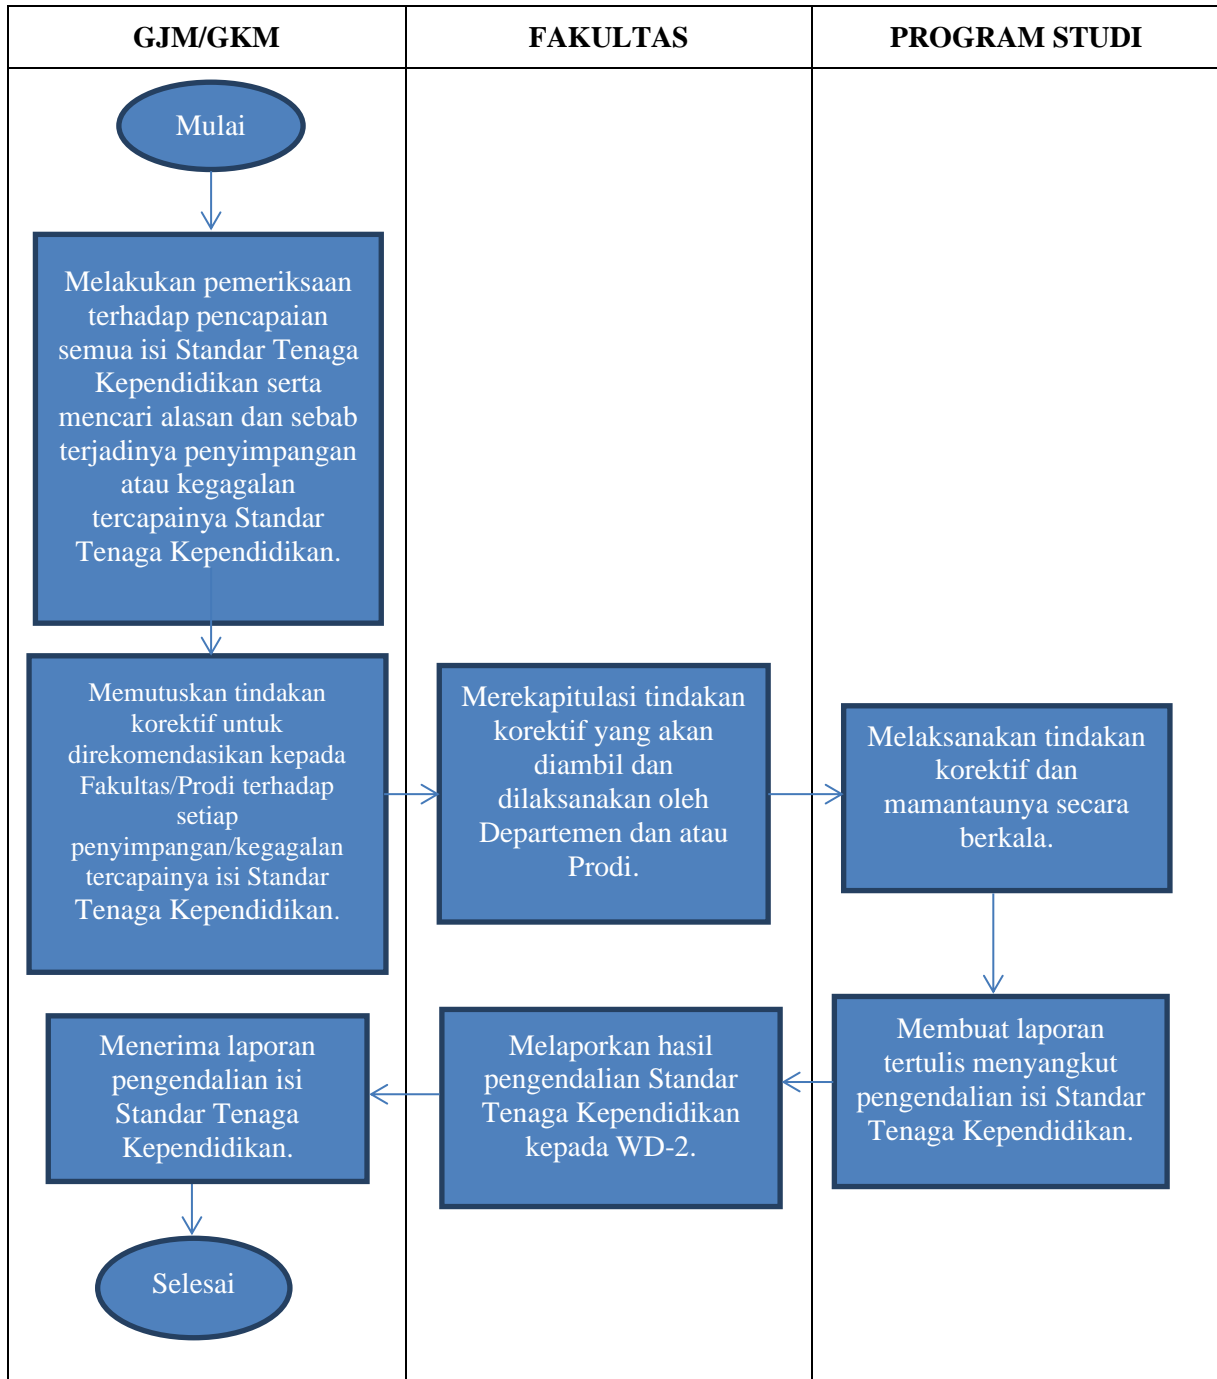 GJM/GKM
FAKULTAS
PROGRAM STUDI
Mulai
Melakukan pemeriksaan
terhadap pencapaian
semua isi Standar Tenaga
Kependidikan serta
mencari alasan dan sebab
terjadinya penyimpangan
atau kegagalan
tercapainya Standar
Tenaga Kependidikan.
Memutuskan tindakan
korektif untuk
direkomendasikan kepada
Fakultas/Prodi terhadap
setiap
penyimpangan/kegagalan
tercapainya isi Standar
Tenaga Kependidikan.
Merekapitulasi tindakan
korektif yang akan
diambil dan
dilaksanakan oleh
Departemen dan atau
Prodi.
Melaksanakan tindakan
korektif dan
mamantaunya secara
berkala.
Membuat laporan
tertulis menyangkut
pengendalian isi Standar
Tenaga Kependidikan.
Melaporkan hasil
pengendalian Standar
Tenaga Kependidikan
kepada WD-2.
Menerima laporan
pengendalian isi
Standar Tenaga
Kependidikan.
Selesai